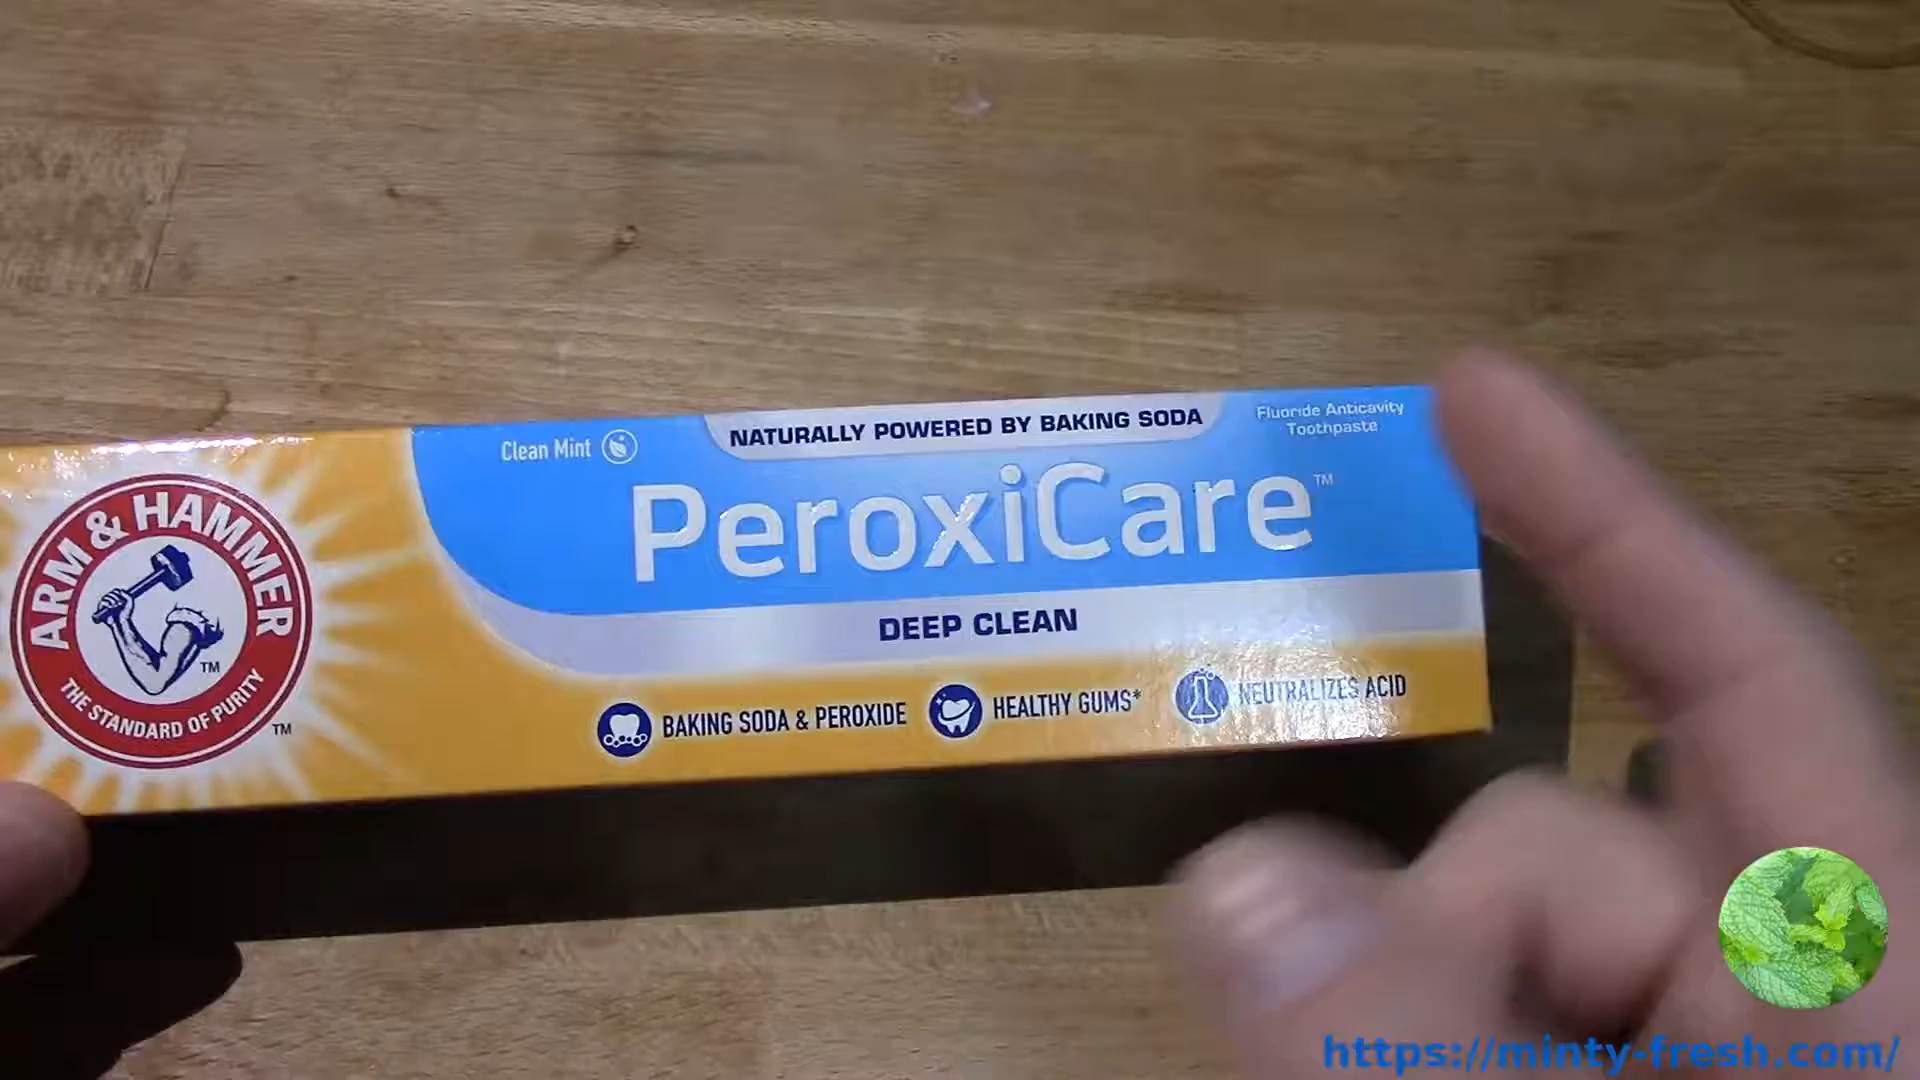 ARM & HAMMER
THE STANDARD OF PURITY
TM
TM
Clean Mint
NATURALLY POWERED BY BAKING SODA
Fluoride Anticavity
Toothpaste
PeroxiCare™
DEEP CLEAN
BAKING SODA & PEROXIDE
HEALTHY GUMS*
NEUTRALIZES ACID
https://minty-fresh.com/